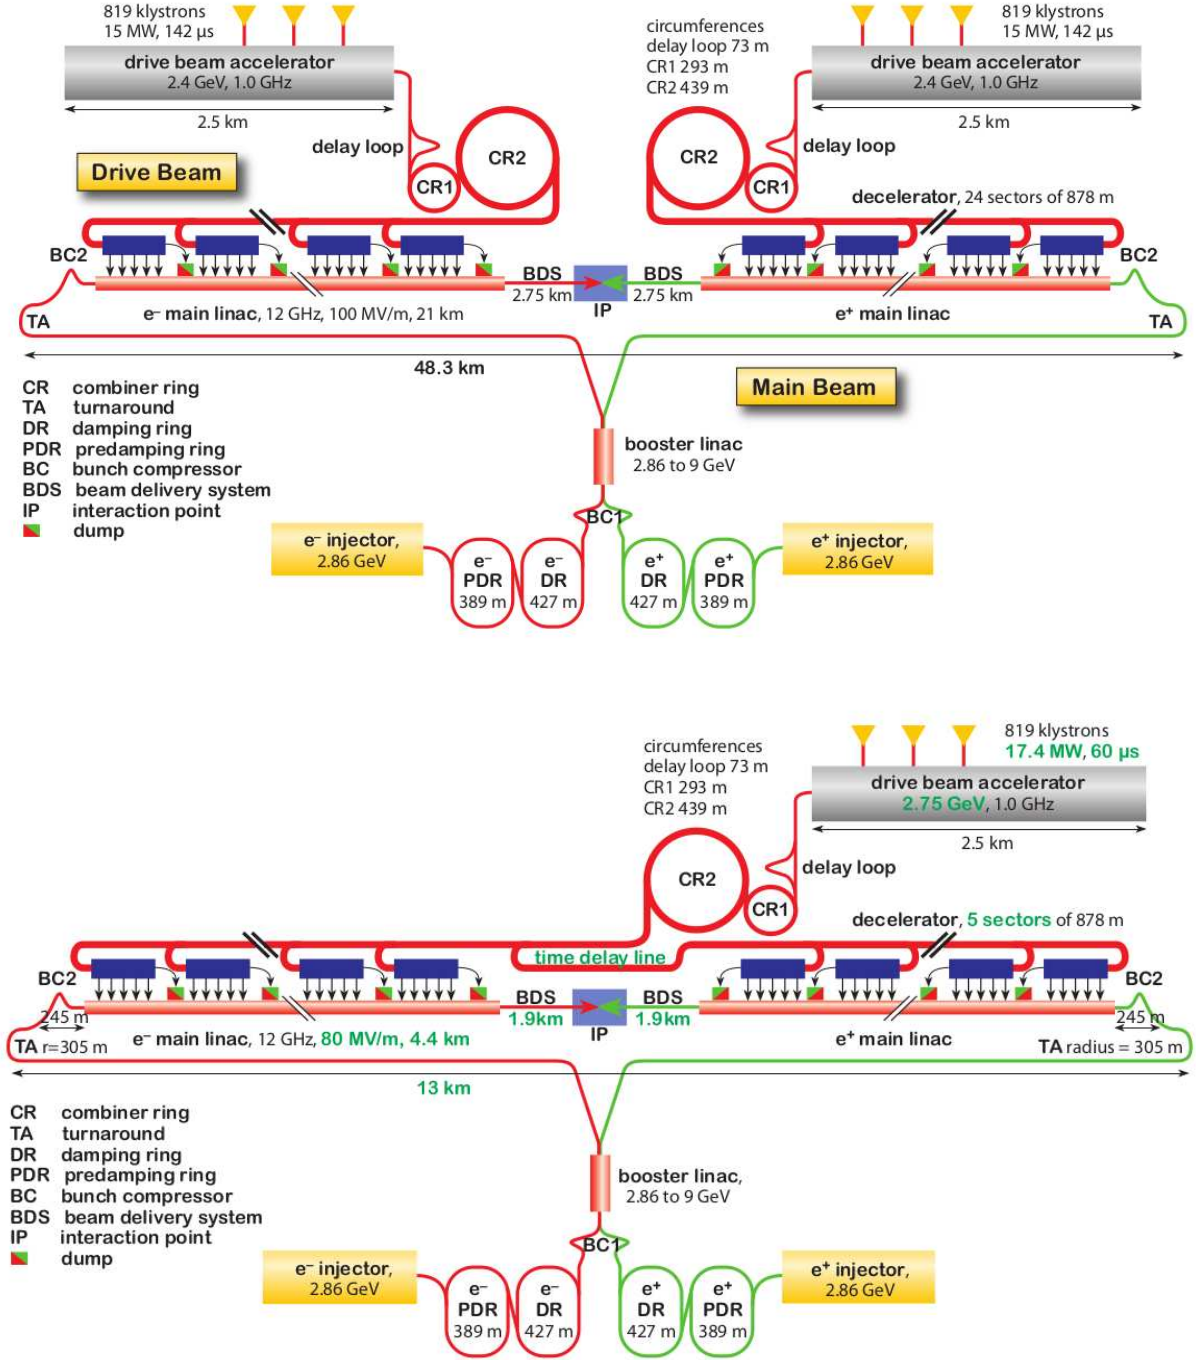 819 klystrons
15 MW, 142 µs
drive beam accelerator
2.4 GeV, 1.0 GHz
2.5 km
delay loop
CR2
CR1
Drive Beam
circumferences
delay loop 73 m
CR1 293 m
CR2 439 m
819 klystrons
15 MW, 142 µs
drive beam accelerator
2.4 GeV, 1.0 GHz
2.5 km
delay loop
CR2
CR1
decelerator, 24 sectors of 878 m
BC2
BDS
2.75 km
BDS
2.75 km
IP
BC2
TA
e– main linac, 12 GHz, 100 MV/m, 21 km
e+ main linac
TA
48.3 km
Main Beam
CR combiner ring
TA turnaround
DR damping ring
PDR predamping ring
BC bunch compressor
BDS beam delivery system
IP interaction point
dump
booster linac
2.86 to 9 GeV
BC1
e– injector,
2.86 GeV
e–
PDR
389 m
e–
DR
427 m
e+
DR
427 m
e+
PDR
389 m
e+ injector,
2.86 GeV
circumferences
delay loop 73 m
CR1 293 m
CR2 439 m
819 klystrons
17.4 MW, 60 µs
drive beam accelerator
2.75 GeV, 1.0 GHz
2.5 km
delay loop
CR2
CR1
decelerator, 5 sectors of 878 m
time delay line
BC2
245 m
BDS
1.9km
BDS
1.9km
IP
BC2
245 m
TA r=305 m
e– main linac, 12 GHz, 80 MV/m, 4.4 km
e+ main linac
TA radius = 305 m
13 km
CR combiner ring
TA turnaround
DR damping ring
PDR predamping ring
BC bunch compressor
BDS beam delivery system
IP interaction point
dump
booster linac,
2.86 to 9 GeV
BC1
e– injector,
2.86 GeV
e–
PDR
389 m
e–
DR
427 m
e+
DR
427 m
e+
PDR
389 m
e+ injector,
2.86 GeV